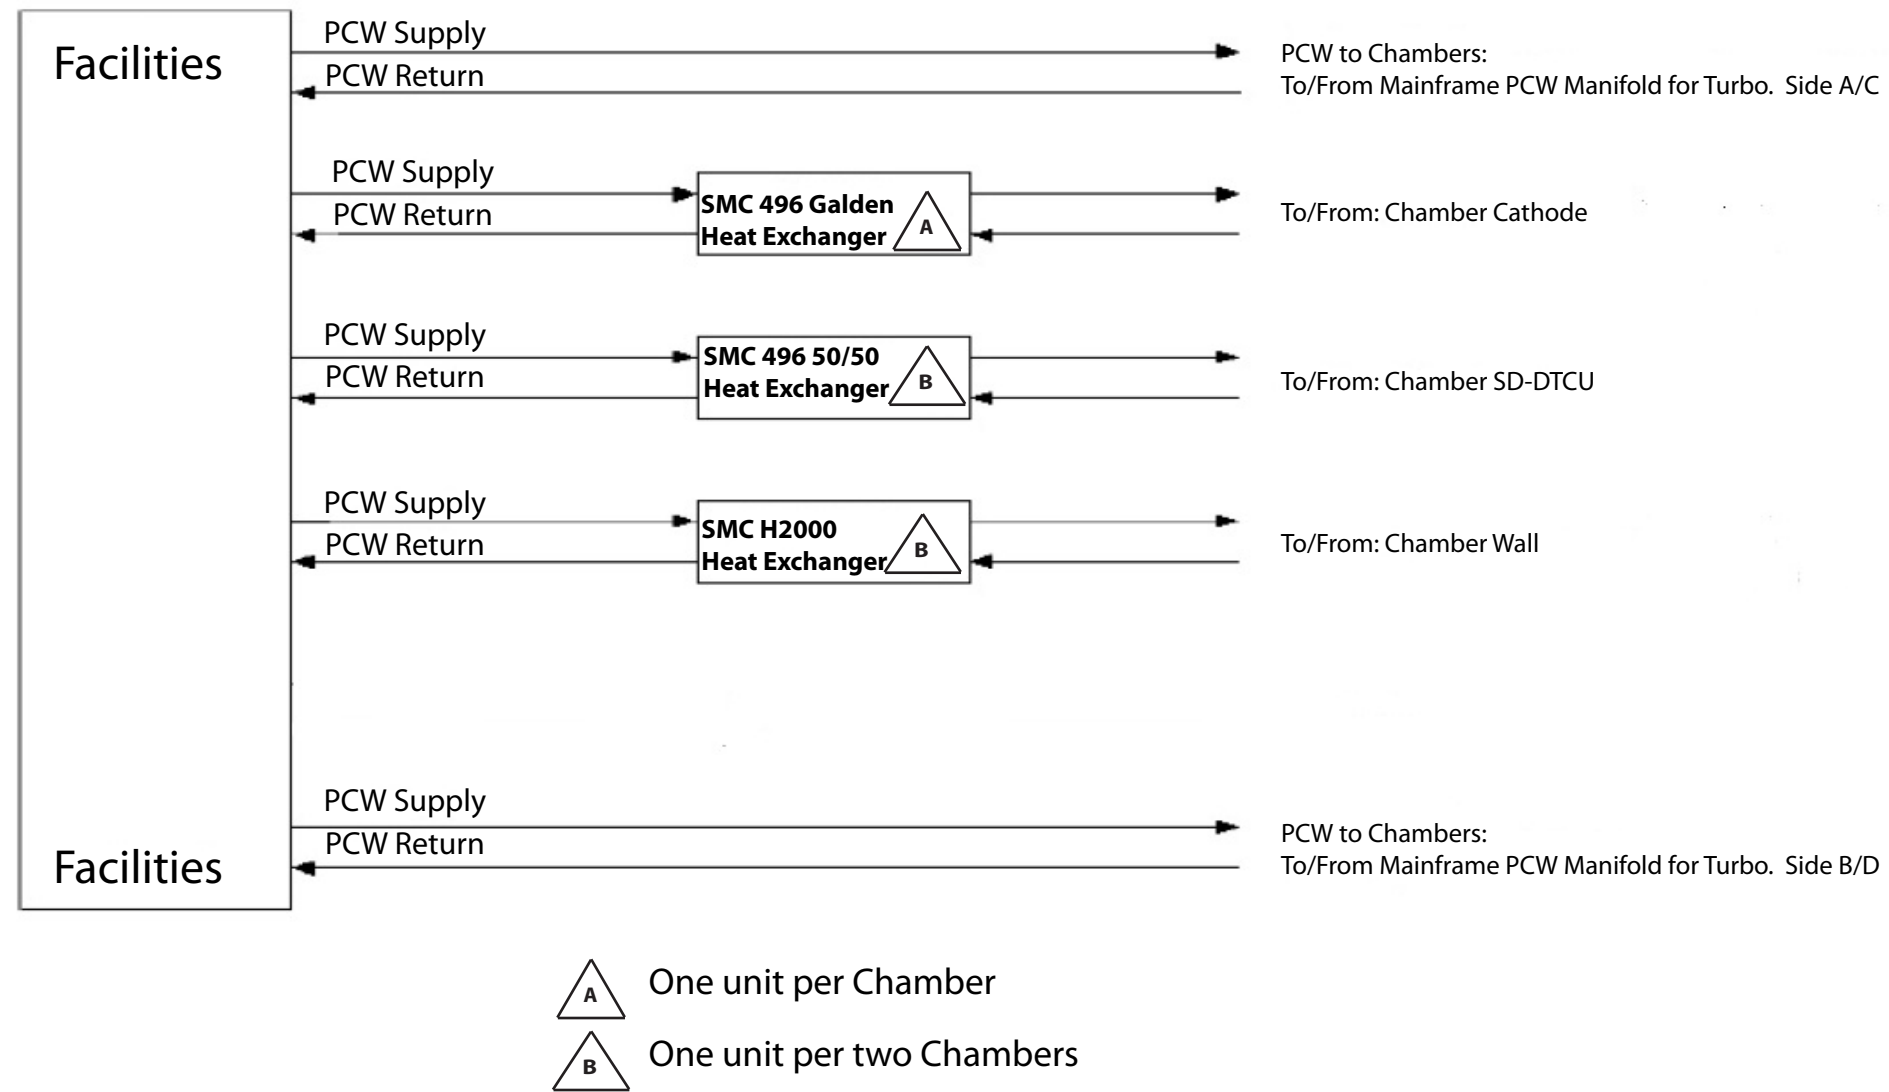 Facilities
PCW Supply
PCW Return
PCW to Chambers:
To/From Mainframe PCW Manifold for Turbo.  Side A/C
PCW Supply
PCW Return
SMC 496 Galden
Heat Exchanger
A
To/From: Chamber Cathode
PCW Supply
PCW Return
SMC 496 50/50
Heat Exchanger
B
To/From: Chamber SD-DTCU
PCW Supply
PCW Return
SMC H2000
Heat Exchanger
B
To/From: Chamber Wall
Facilities
PCW Supply
PCW Return
PCW to Chambers:
To/From Mainframe PCW Manifold for Turbo.  Side B/D
A One unit per Chamber
B One unit per two Chambers